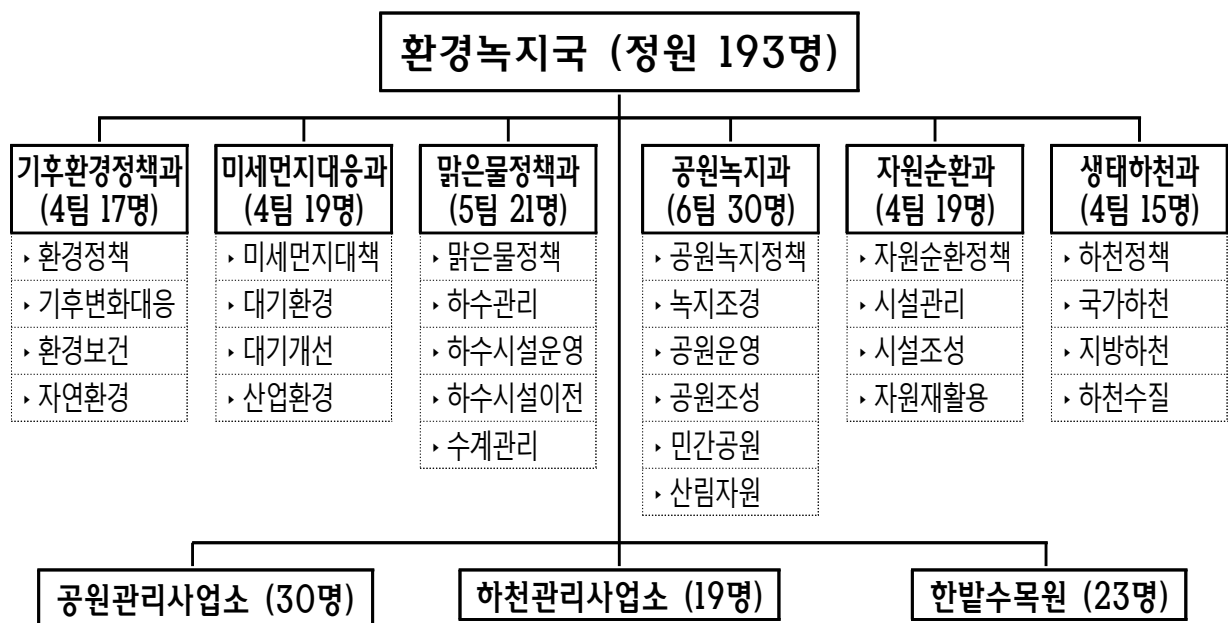 환경녹지국 (정원 193명)
기후환경정책과
(4팀 17명)
‣ 환경정책
‣ 기후변화대응
‣ 환경보건
‣ 자연환경
미세먼지대응과
(4팀 19명)
‣ 미세먼지대책
‣ 대기환경
‣ 대기개선
‣ 산업환경
맑은물정책과
(5팀 21명)
‣ 맑은물정책
‣ 하수관리
‣ 하수시설운영
‣ 하수시설이전
‣ 수계관리
공원녹지과
(6팀 30명)
‣ 공원녹지정책
‣ 녹지조경
‣ 공원운영
‣ 공원조성
‣ 민간공원
‣ 산림자원
자원순환과
(4팀 19명)
‣ 자원순환정책
‣ 시설관리
‣ 시설조성
‣ 자원재활용
생태하천과
(4팀 15명)
‣ 하천정책
‣ 국가하천
‣ 지방하천
‣ 하천수질
공원관리사업소 (30명)
하천관리사업소 (19명)
한밭수목원 (23명)